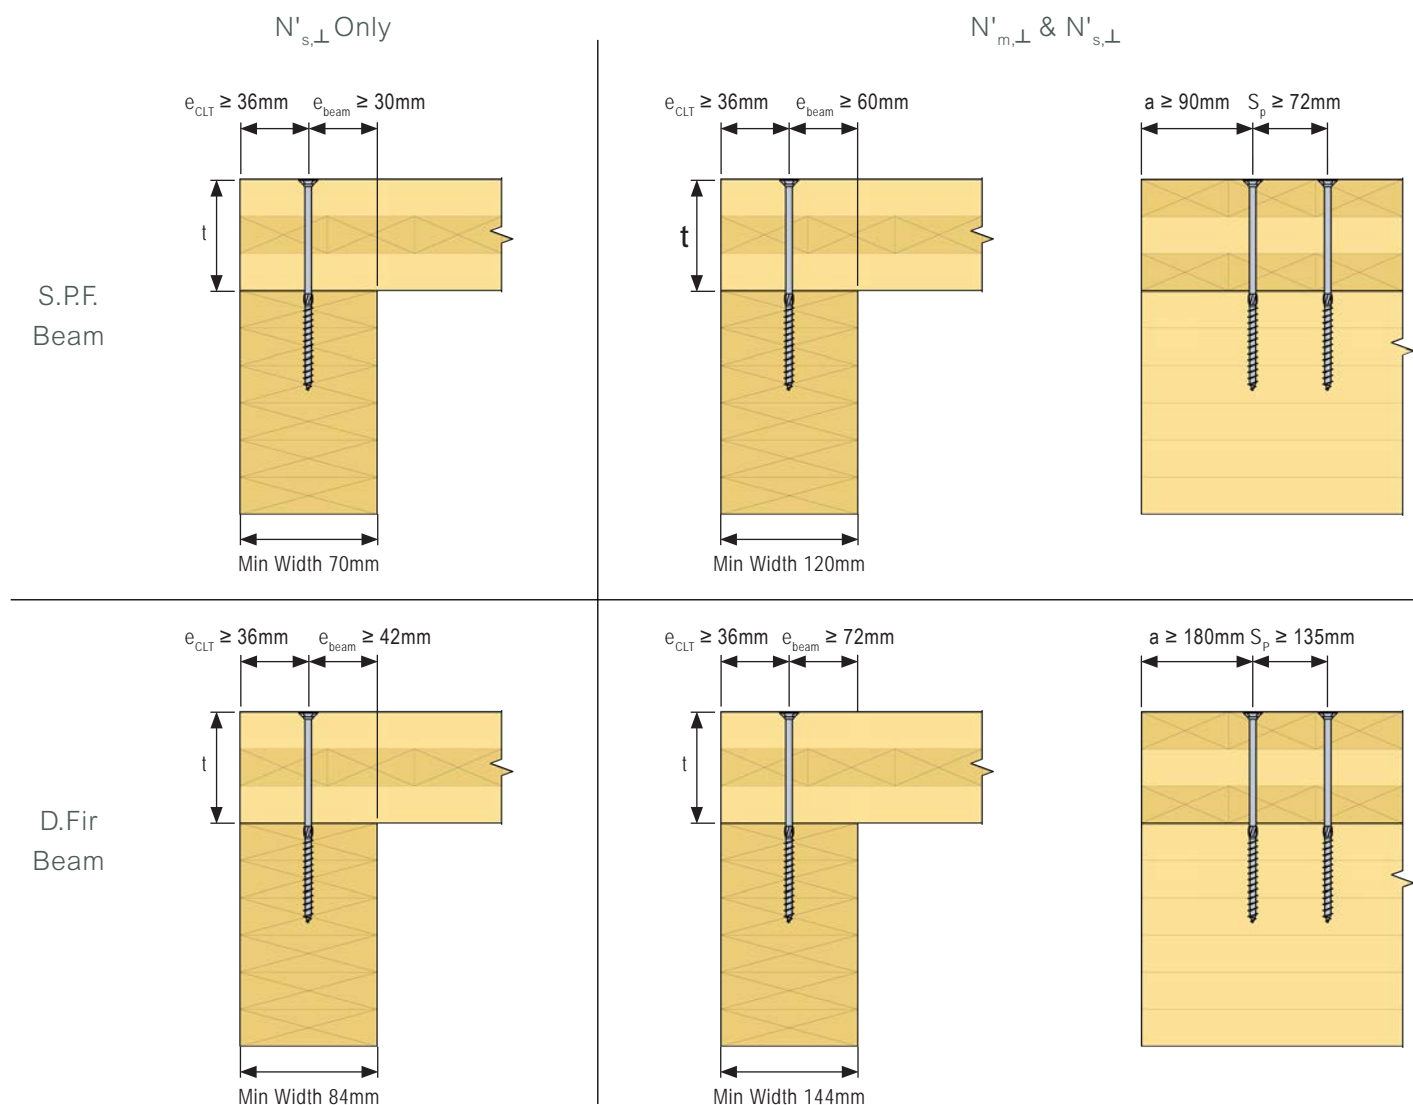 N's,⊥ Only
N'm,⊥ & N's,⊥
eCLT ≥ 36mm ebeam ≥ 30mm
eCLT ≥ 36mm ebeam ≥ 60mm
a ≥ 90mm Sp ≥ 72mm
t
t
S.P.F.
Beam
Min Width 70mm
Min Width 120mm
eCLT ≥ 36mm ebeam ≥ 42mm
eCLT ≥ 36mm ebeam ≥ 72mm
a ≥ 180mm SP ≥ 135mm
t
t
D.Fir
Beam
Min Width 84mm
Min Width 144mm